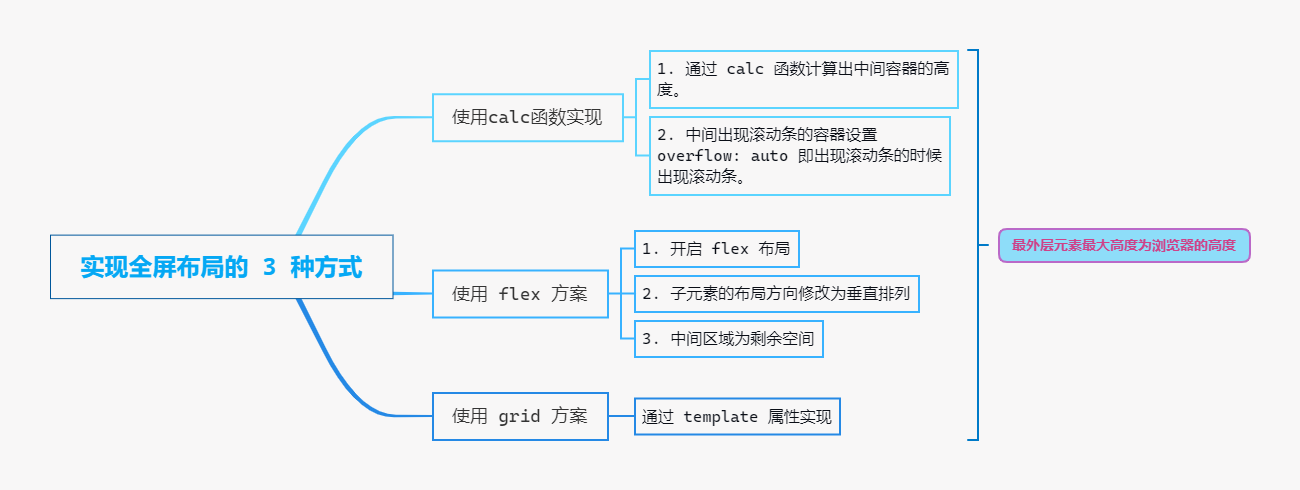 实现全屏布局的 3 种方式
使用calc函数实现
1. 通过 calc 函数计算出中间容器的高
度。
2. 中间出现滚动条的容器设置
overflow: auto 即出现滚动条的时候
出现滚动条。
使用 flex 方案
1. 开启 flex 布局
2. 子元素的布局方向修改为垂直排列
3. 中间区域为剩余空间
使用 grid 方案
通过 template 属性实现
最外层元素最大高度为浏览器的高度